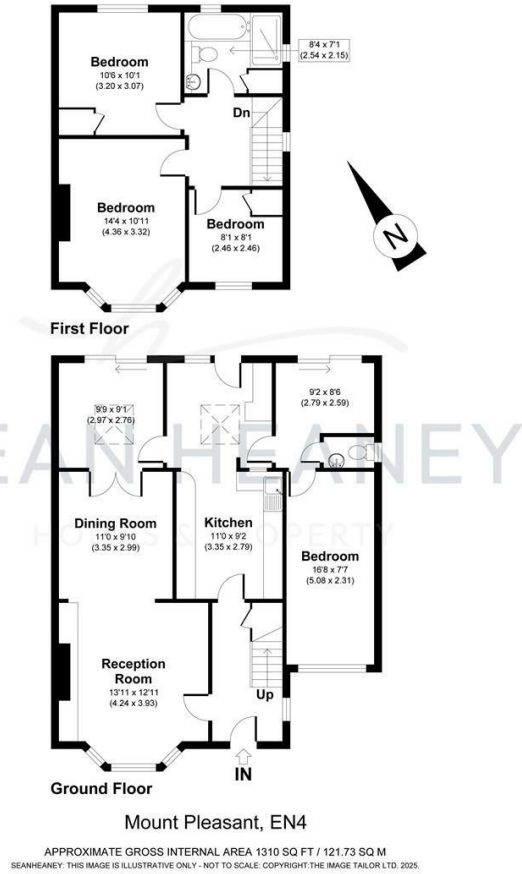 8'4 x 7'1
(2.54 x 2.15)
Bedroom
10'6 x 10'1
(3.20 x 3.07)
Dn
Bedroom
14'4 x 10'11
(4.36 x 3.32)
Bedroom
8'1 x 8'1
(2.46 x 2.46)
N
First Floor
9'9 x 9'1
(2.97 x 2.76)
9'2 x 8'6
(2.79 x 2.59)
EAN HEANEY
HO S & PROPERTY
Dining Room
11'0 x 9'10
(3.35 x 2.99)
Kitchen
11'0 x 9'2
(3.35 x 2.79)
Bedroom
16'8 x 7'7
(5.08 x 2.31)
Reception
Room
13'11 x 12'11
(4.24 x 3.93)
Up
IN
Ground Floor
Mount Pleasant, EN4
APPROXIMATE GROSS INTERNAL AREA 1310 SQ FT / 121.73 SQ M
SEANHEANEY: THIS IMAGE IS ILLUSTRATIVE ONLY - NOT TO SCALE: COPYRIGHT:THE IMAGE TAILOR LTD. 2025.